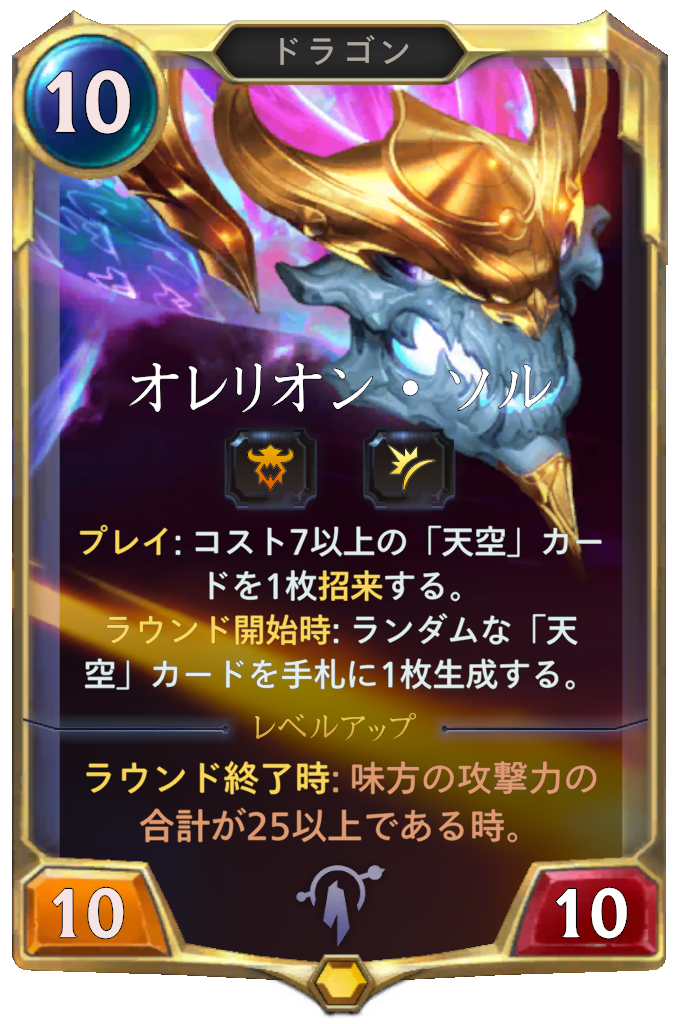 ドラゴン
10
オレリオン・ソル
プレイ: コスト7以上の「天空」カー
ドを1枚招来する。
ラウンド開始時: ランダムな「天
空」カードを手札に1枚生成する。
レベルアップ
ラウンド終了時: 味方の攻撃力の
合計が25以上である時。
10
10